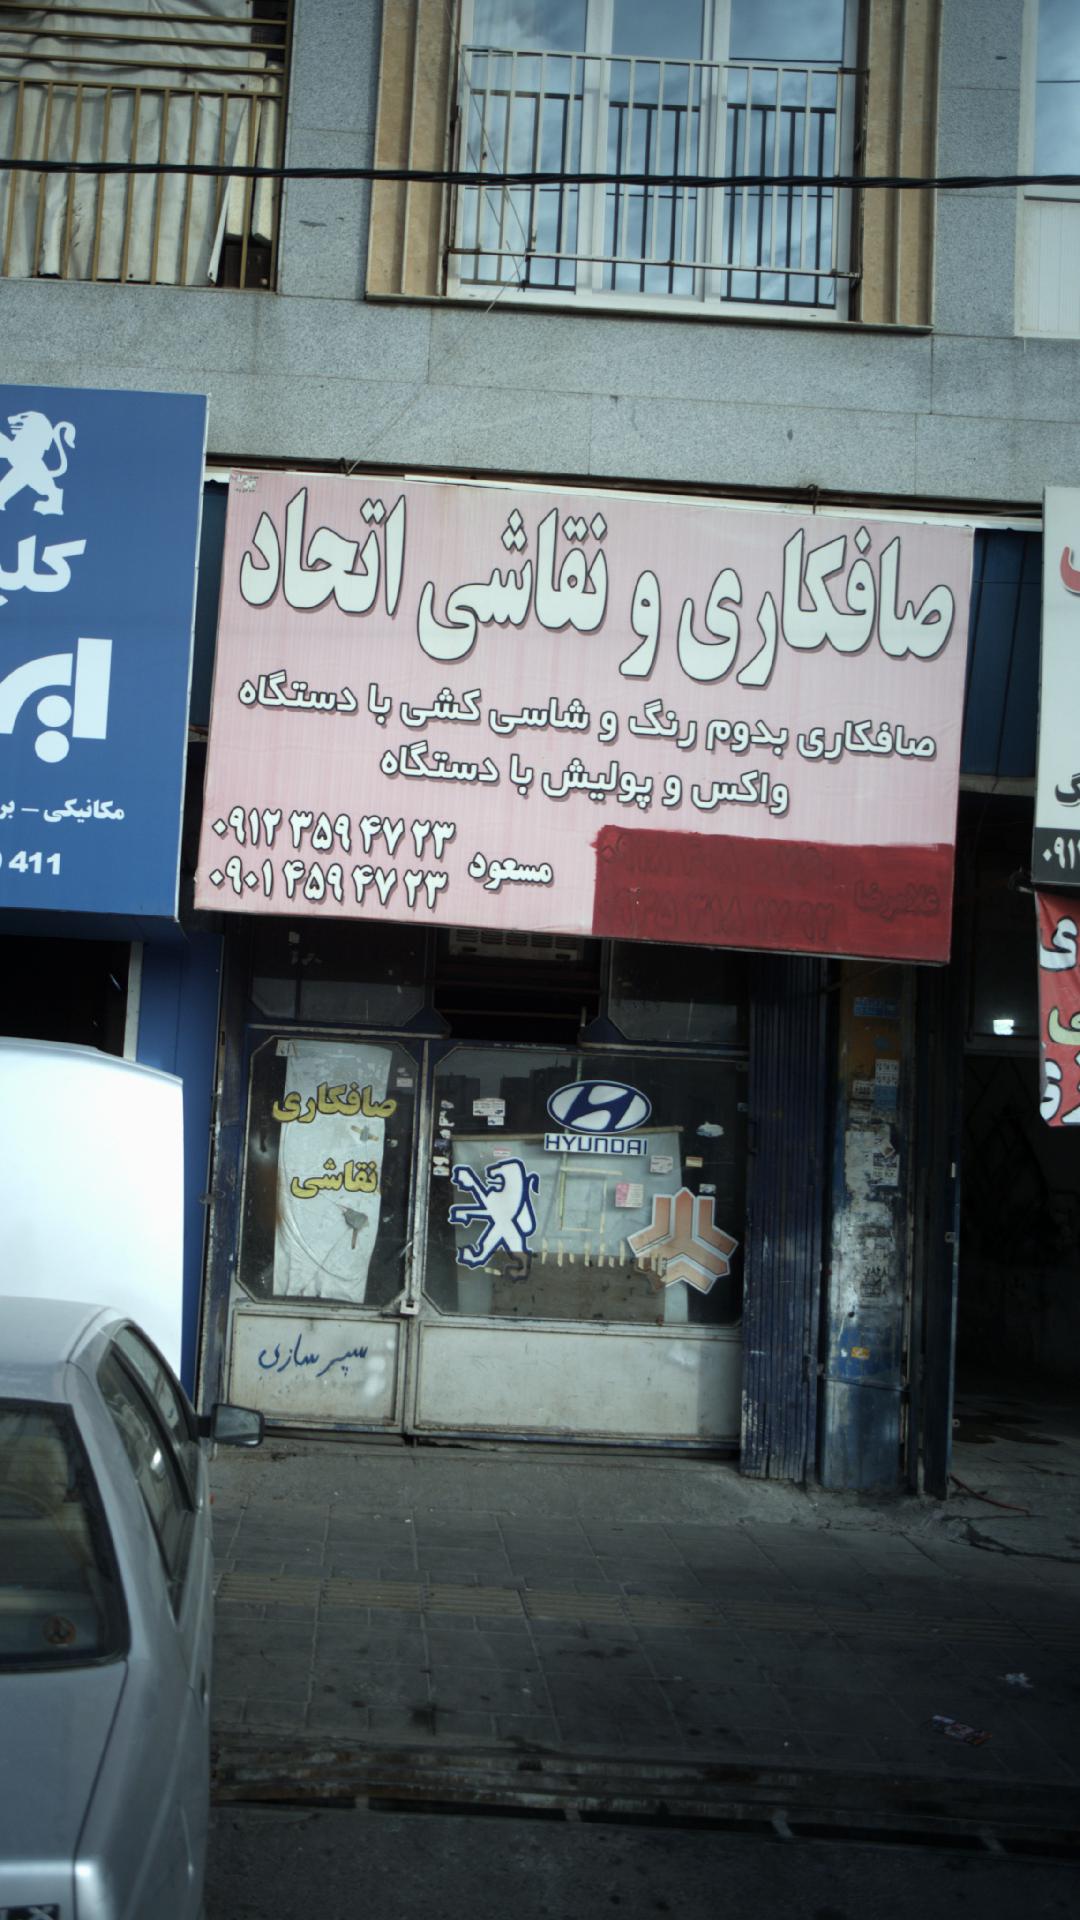 صافکاری و نقاشی اتحاد
صافکاری بدوم رنگ و شاسی کشی با دستگاه
واکس و پولیش با دستگاه
۰۹۱۲ ۳۵۹ ۴۷ ۲۳
مسعود
۰۹۰۱ ۴۵۹ ۴۷ ۲۳
غلامرضا
مکانیکی –
411
صافکاری
نقاشی
HYUNDAI
سپر سازی